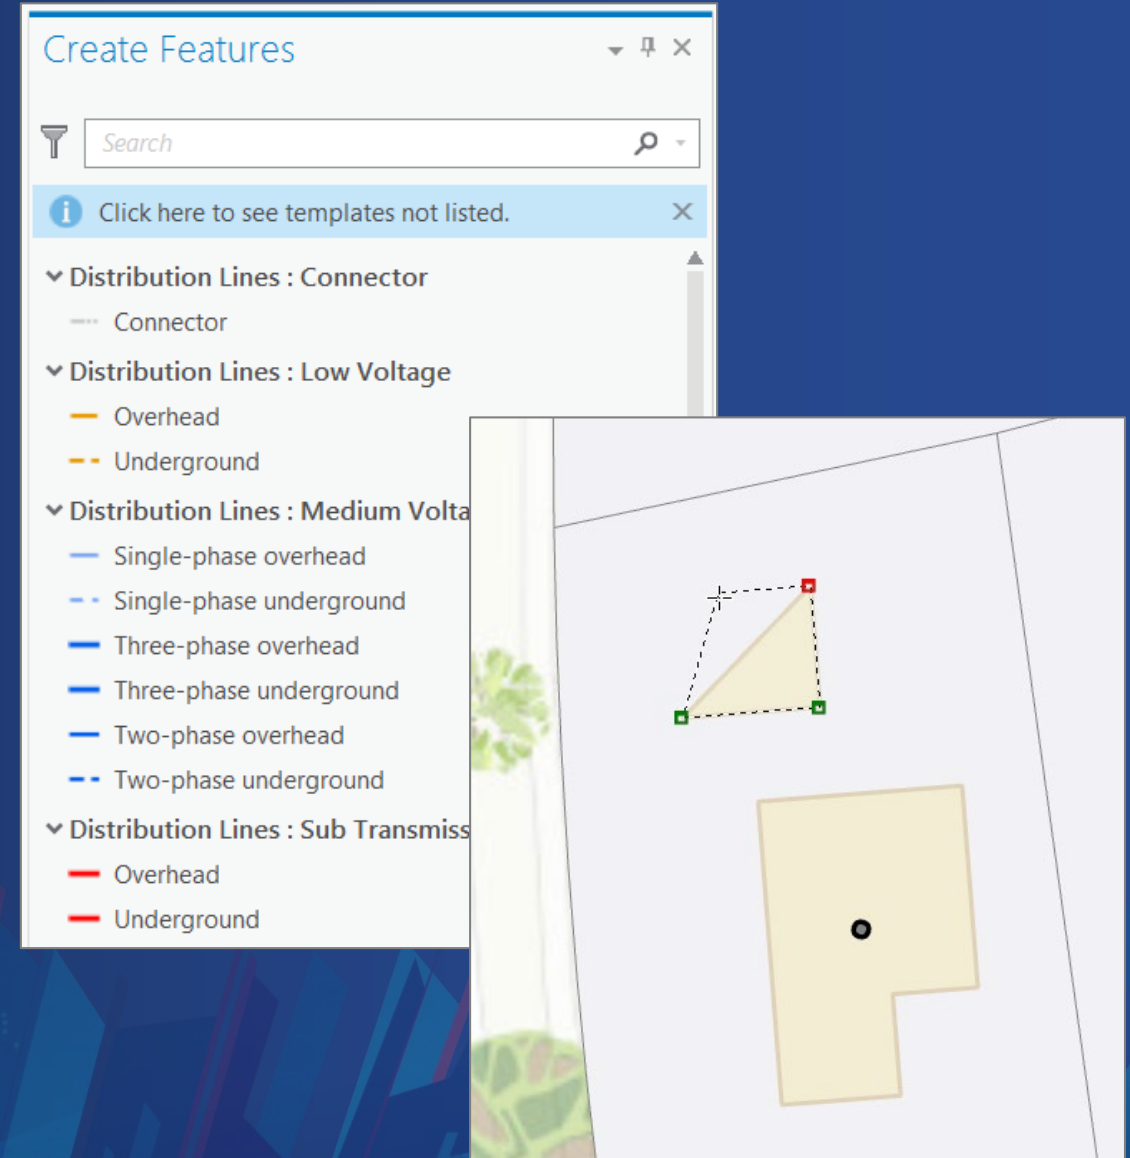 Create Features
Search
Click here to see templates not listed.
Distribution Lines : Connector
Connector
Distribution Lines : Low Voltage
Overhead
Underground
Distribution Lines : Medium Volta
Single-phase overhead
Single-phase underground
Three-phase overhead
Three-phase underground
Two-phase overhead
Two-phase underground
Distribution Lines : Sub Transmiss
Overhead
Underground